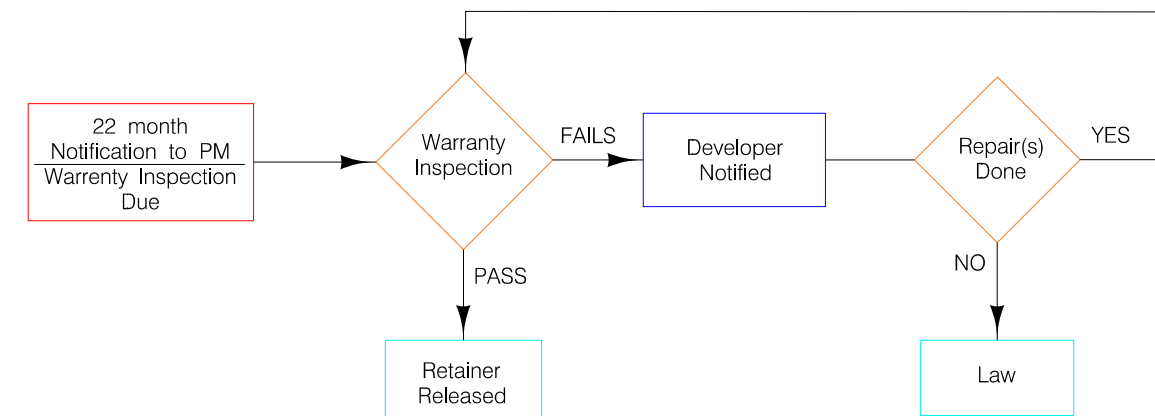 22 month
Notification to PM
Warrenty Inspection
Due
Warranty
Inspection
FAILS
Developer
Notified
Repair(s)
Done
YES
PASS
NO
Retainer
Released
Law